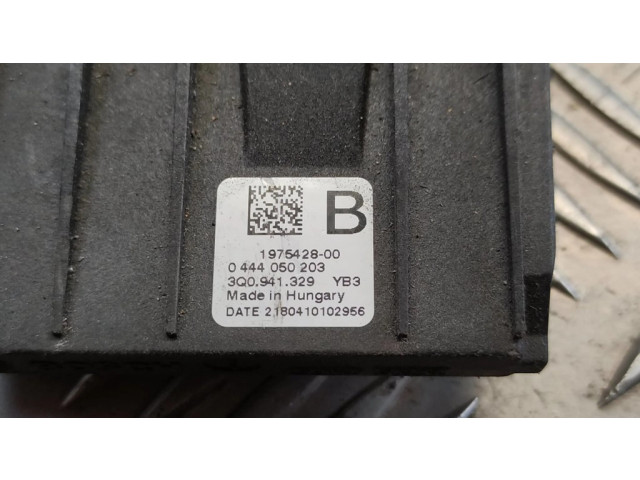 B
1975428-00
0 444 050 203
3Q0.941.329 YB3
Made in Hungary
DATE 2180410102956